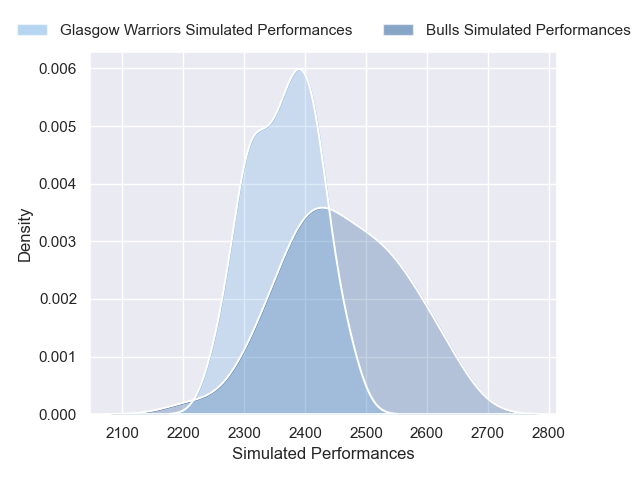 Glasgow Warriors Simulated Performances Bulls Simulated Performances
0.006
0.005
0.004
0.003
0.002
0.001
0.000
Density
2100 2200 2300 2400 2500 2600 2700 2800
Simulated Performances